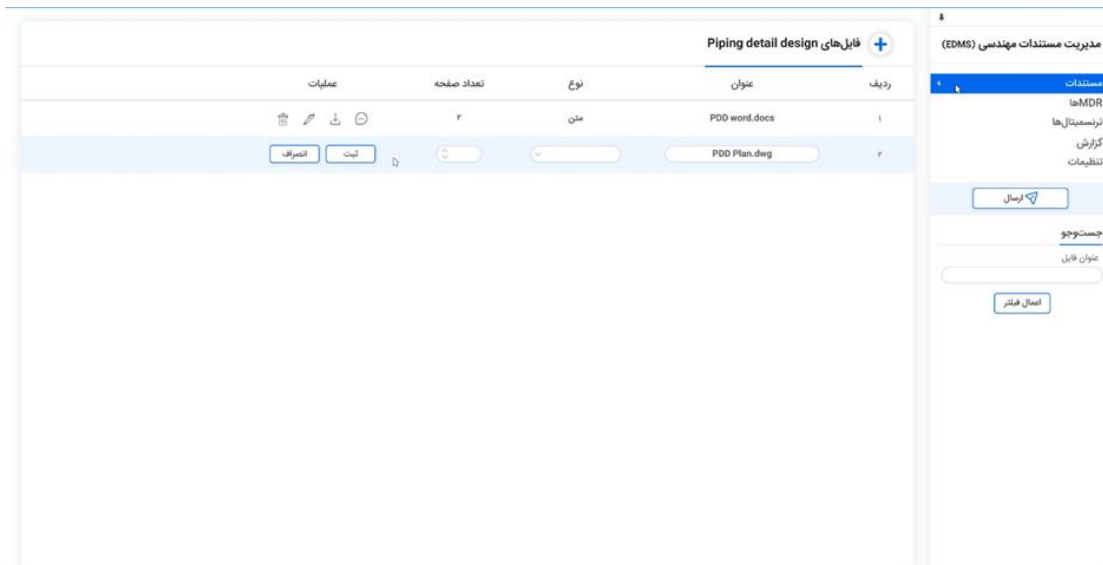 مدیریت مستندات مهندسی (EDMS)
مستندات
MDRها
ترنسمیتال‌ها
گزارش
تنظیمات
ارسال
جست‌وجو
عنوان فایل
اعمال فیلتر
فایل‌های Piping detail design
ردیف عنوان نوع تعداد صفحه عملیات
۱ PDD word.docs متن ۲
۲ PDD Plan.dwg ثبت انصراف